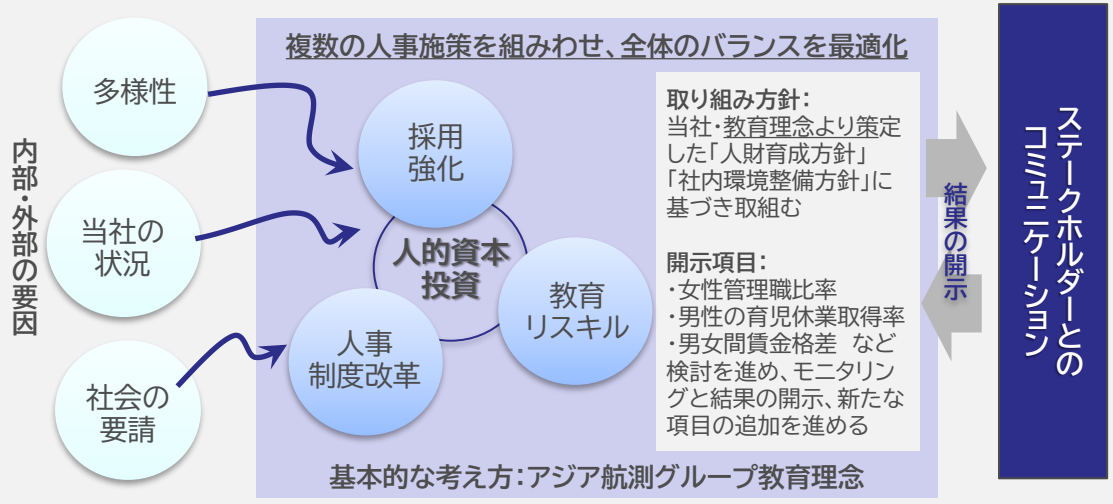 複数の人事施策を組みわせ、全体のバランスを最適化
内部・外部の要因
多様性
当社の
状況
社会の
要請
採用
強化
人的資本
投資
教育
リスキル
人事
制度改革
取り組み方針：
当社・教育理念より策定
した「人財育成方針」
「社内環境整備方針」に
基づき取組む
開示項目：
・女性管理職比率
・男性の育児休業取得率
・男女間賃金格差　など
検討を進め、モニタリン
グと結果の開示、新たな
項目の追加を進める
基本的な考え方：アジア航測グループ教育理念
結果の開示
ステークホルダーとの
コミュニケーション